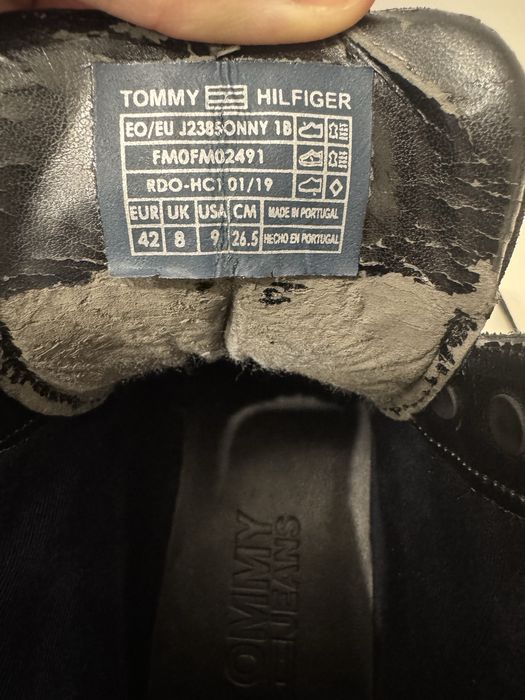 TOMMY HILFIGER
EO/EU J2385ONNY 1B
FM0FM02491
RDO-HC1 01/19
EUR UK USA CM MADE IN PORTUGAL
42 8 9 26.5 HECHO EN PORTUGAL
OMMY
JEANS